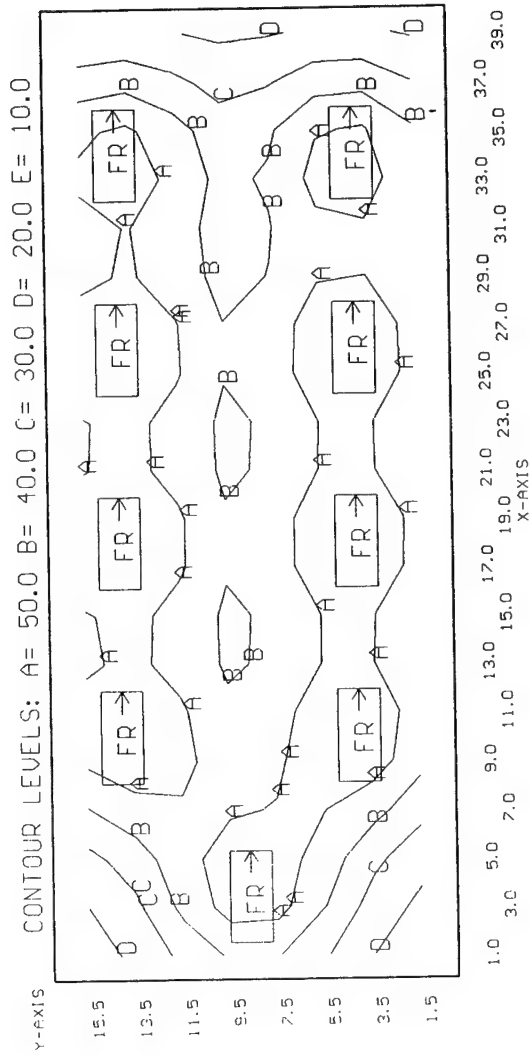 CONTOUR LEVELS: A= 50.0 B= 40.0 C= 30.0 D= 20.0 E= 10.0
Y-AXIS
15.5
13.5
11.5
9.5
7.5
5.5
3.5
1.5
D
C
C
B
B
A
FR
A
A
A
FR
A
A
A
A
FR
A
A
A
FR
A
B
D
B
B
B
B
B
B
C
B
B
D
FR
A
A
A
A
B
C
D
A
FR
A
A
A
FR
A
A
FR
A
A
A
FR
A
B
B
D
1.0 3.0 5.0 7.0 9.0 11.0 13.0 15.0 17.0 19.0 21.0 23.0 25.0 27.0 29.0 31.0 33.0 35.0 37.0 39.0
X-AXIS